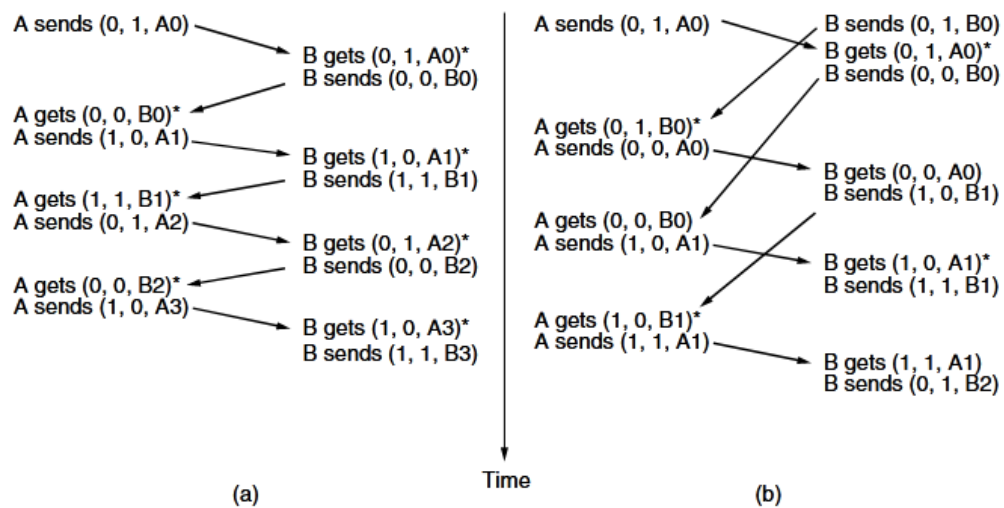 A sends (0, 1, A0)
B gets (0, 1, A0)*
B sends (0, 0, B0)
A gets (0, 0, B0)*
A sends (1, 0, A1)
B gets (1, 0, A1)*
B sends (1, 1, B1)
A gets (1, 1, B1)*
A sends (0, 1, A2)
B gets (0, 1, A2)*
B sends (0, 0, B2)
A gets (0, 0, B2)*
A sends (1, 0, A3)
B gets (1, 0, A3)*
B sends (1, 1, B3)
(a)
Time
A sends (0, 1, A0)
B sends (0, 1, B0)
B gets (0, 1, A0)*
B sends (0, 0, B0)
A gets (0, 1, B0)*
A sends (0, 0, A0)
B gets (0, 0, A0)
B sends (1, 0, B1)
A gets (0, 0, B0)
A sends (1, 0, A1)
B gets (1, 0, A1)*
B sends (1, 1, B1)
A gets (1, 0, B1)*
A sends (1, 1, A1)
B gets (1, 1, A1)
B sends (0, 1, B2)
(b)